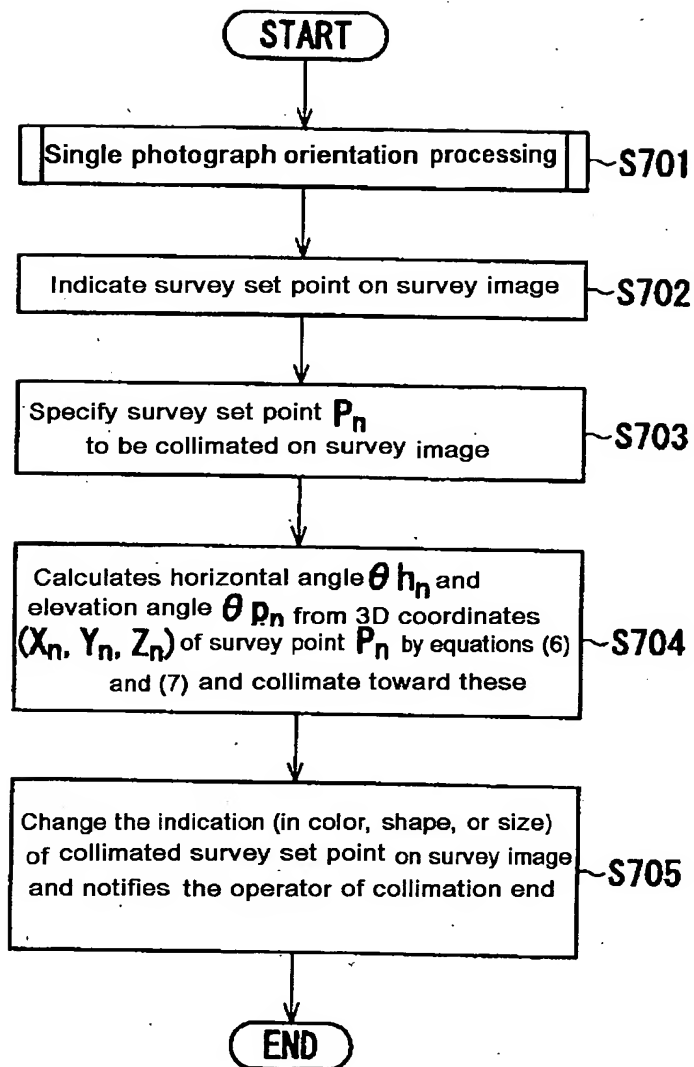 START
Single photograph orientation processing
S701
Indicate survey set point on survey image
S702
Specify survey set point Pn
to be collimated on survey image
S703
Calculates horizontal angle θhn and
elevation angle θpn from 3D coordinates
(Xn, Yn, Zn) of survey point Pn by equations (6)
and (7) and collimate toward these
S704
Change the indication (in color, shape, or size)
of collimated survey set point on survey image
and notifies the operator of collimation end
S705
END